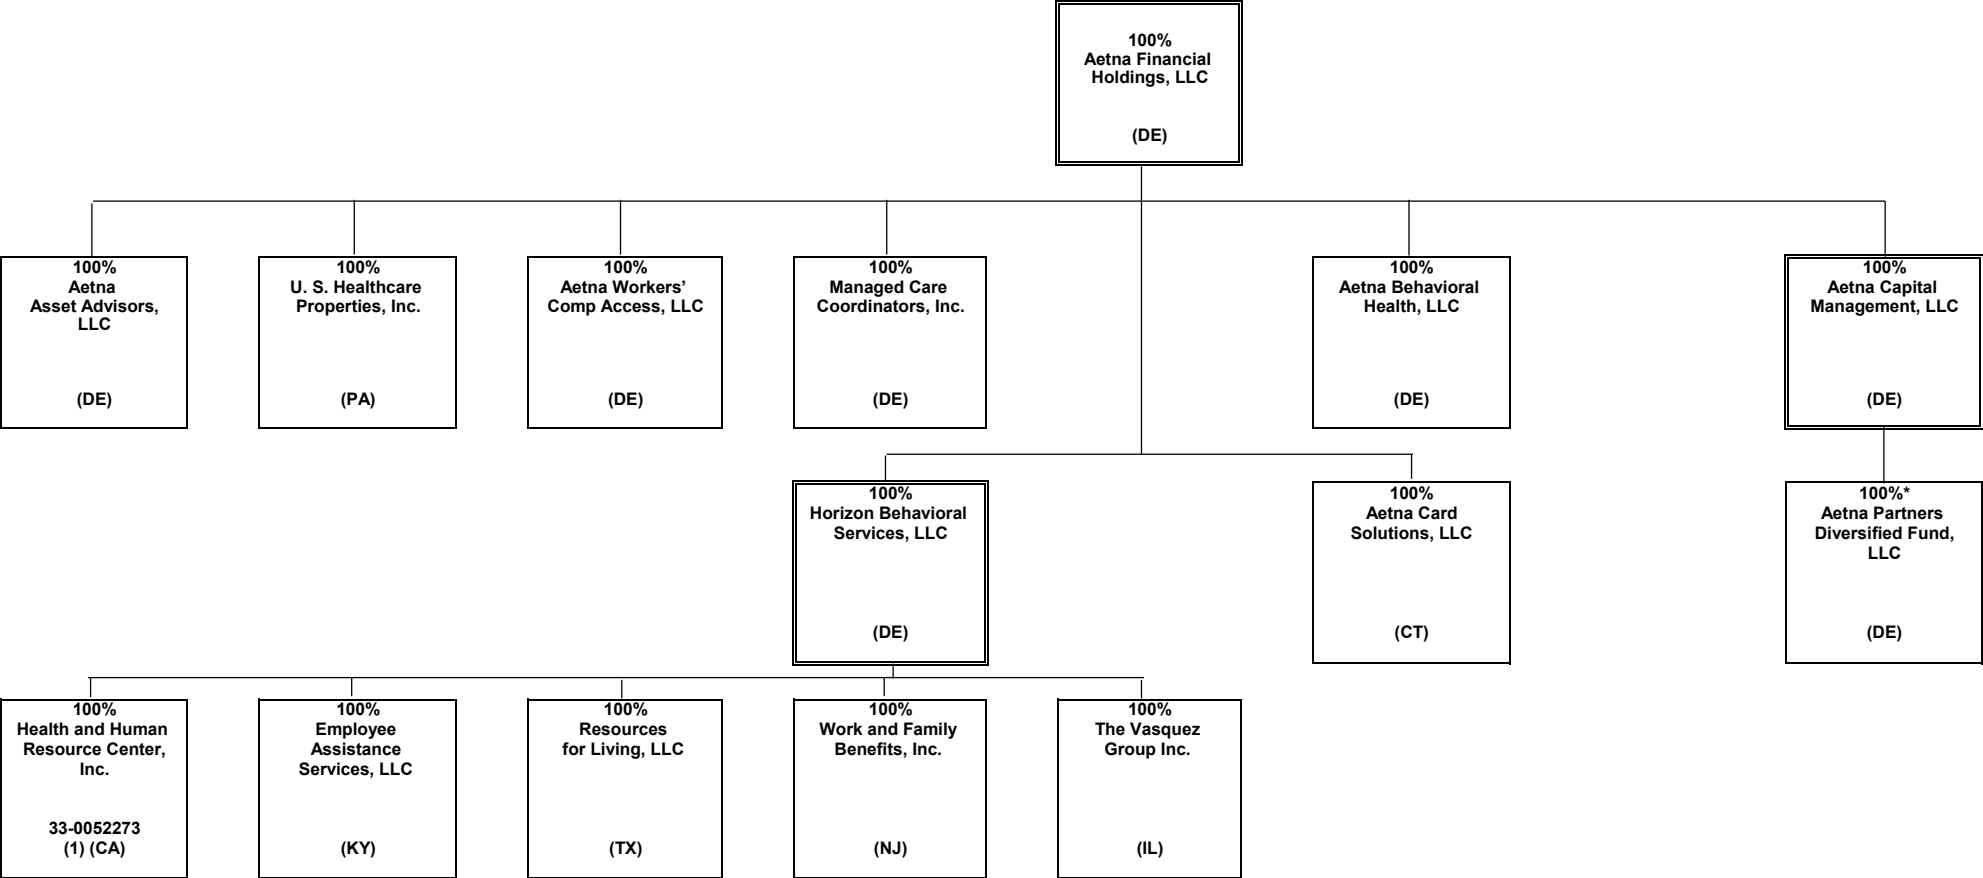 100%
Aetna Financial
Holdings, LLC
(DE)
100%
Aetna
Asset Advisors,
LLC
(DE)
100%
U. S. Healthcare
Properties, Inc.
(PA)
100%
Aetna Workers’
Comp Access, LLC
(DE)
100%
Managed Care
Coordinators, Inc.
(DE)
100%
Aetna Behavioral
Health, LLC
(DE)
100%
Aetna Capital
Management, LLC
(DE)
100%
Horizon Behavioral
Services, LLC
(DE)
100%
Aetna Card
Solutions, LLC
(CT)
100%*
Aetna Partners
Diversified Fund,
LLC
(DE)
100%
Health and Human
Resource Center,
Inc.
33-0052273
(1) (CA)
100%
Employee
Assistance
Services, LLC
(KY)
100%
Resources
for Living, LLC
(TX)
100%
Work and Family
Benefits, Inc.
(NJ)
100%
The Vasquez
Group Inc.
(IL)